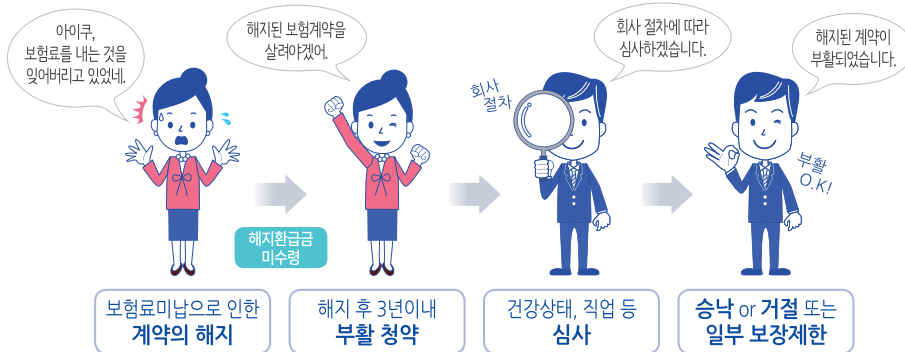 아이쿠,
보험료를 내는 것을
잊어버리고 있었네.
해지된 보험계약을
살려야겠어.
회사 절차에 따라
심사하겠습니다.
해지된 계약이
부활되었습니다.
회사
절차
부활
O.K!
해지환급금
미수령
보험료미납으로 인한
계약의 해지
해지 후 3년이내
부활 청약
건강상태, 직업 등
심사
승낙 or 거절 또는
일부 보장제한